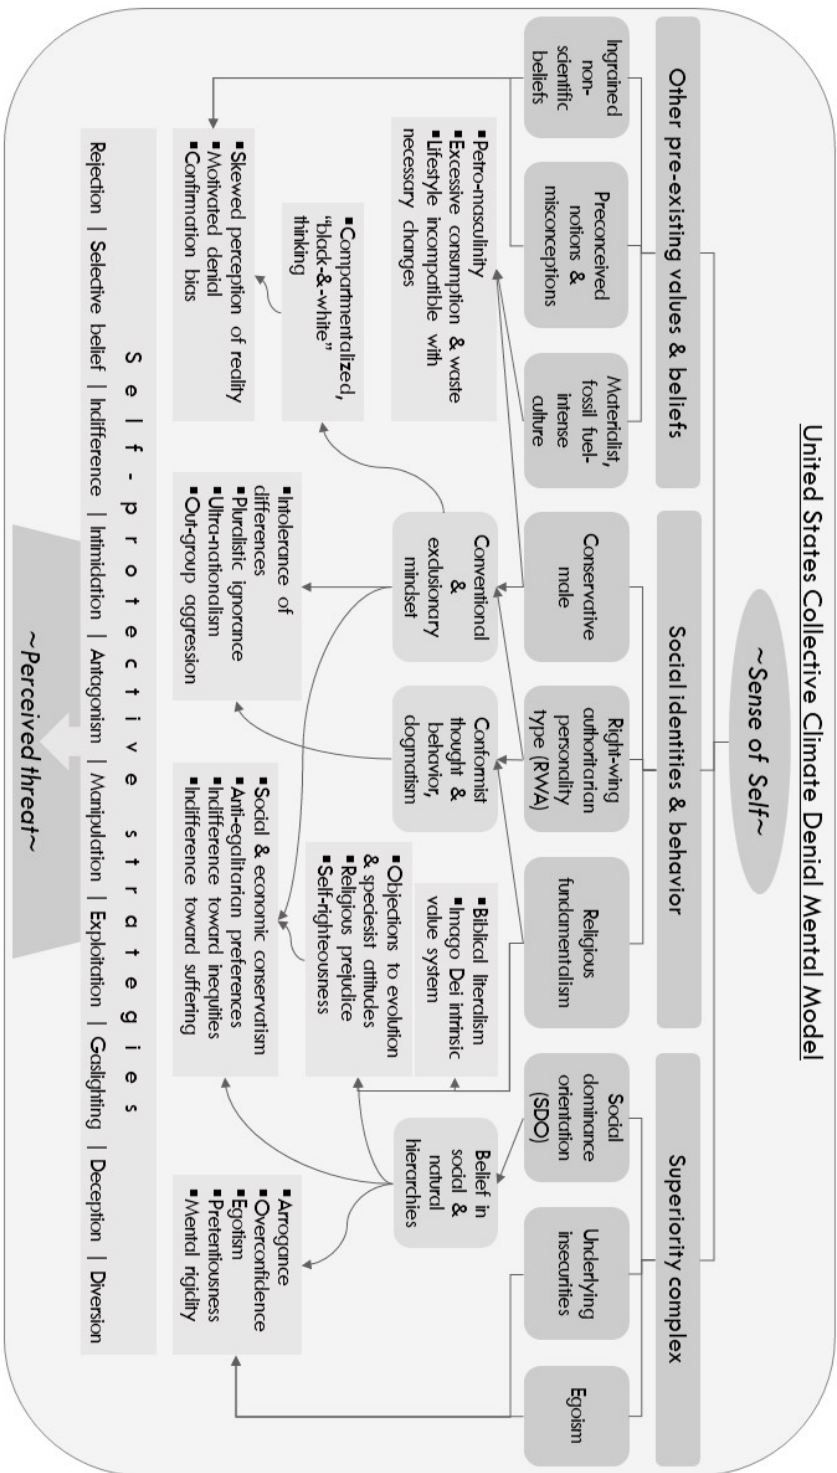 United States Collective Climate Denial Mental Model
~Sense of Self~
Other pre-existing values & beliefs
Social identities & behavior
Superiority complex
Ingrained
non-
scientific
beliefs
Preconceived
notions &
misconceptions
Materialist,
fossil fuel-
intense
culture
Conservative
male
Right-wing
authoritarian
personality
type (RWA)
Religious
fundamentalism
Social
dominance
orientation
(SDO)
Underlying
insecurities
Egoism
▪Petro-masculinity
▪Excessive consumption & waste
▪Lifestyle incompatible with
necessary changes
Conventional
&
exclusionary
mindset
Conformist
thought &
behavior,
dogmatism
▪Biblical literalism
▪Imago Dei intrinsic
value system
Belief in
social &
natural
hierarchies
▪Compartmentalized,
"black-&-white"
thinking
▪Objections to evolution
& speciesist attitudes
▪Religious prejudice
▪Self-righteousness
▪Skewed perception of reality
▪Motivated denial
▪Confirmation bias
▪Intolerance of
differences
▪Pluralistic ignorance
▪Ultra-nationalism
▪Out-group aggression
▪Social & economic conservatism
▪Anti-egalitarian preferences
▪Indifference toward inequities
▪Indifference toward suffering
▪Arrogance
▪Overconfidence
▪Egotism
▪Pretentiousness
▪Mental rigidity
Self-protective strategies
Rejection | Selective belief | Indifference | Intimidation | Antagonism | Manipulation | Exploitation | Gaslighting | Deception | Diversion
~Perceived threat~